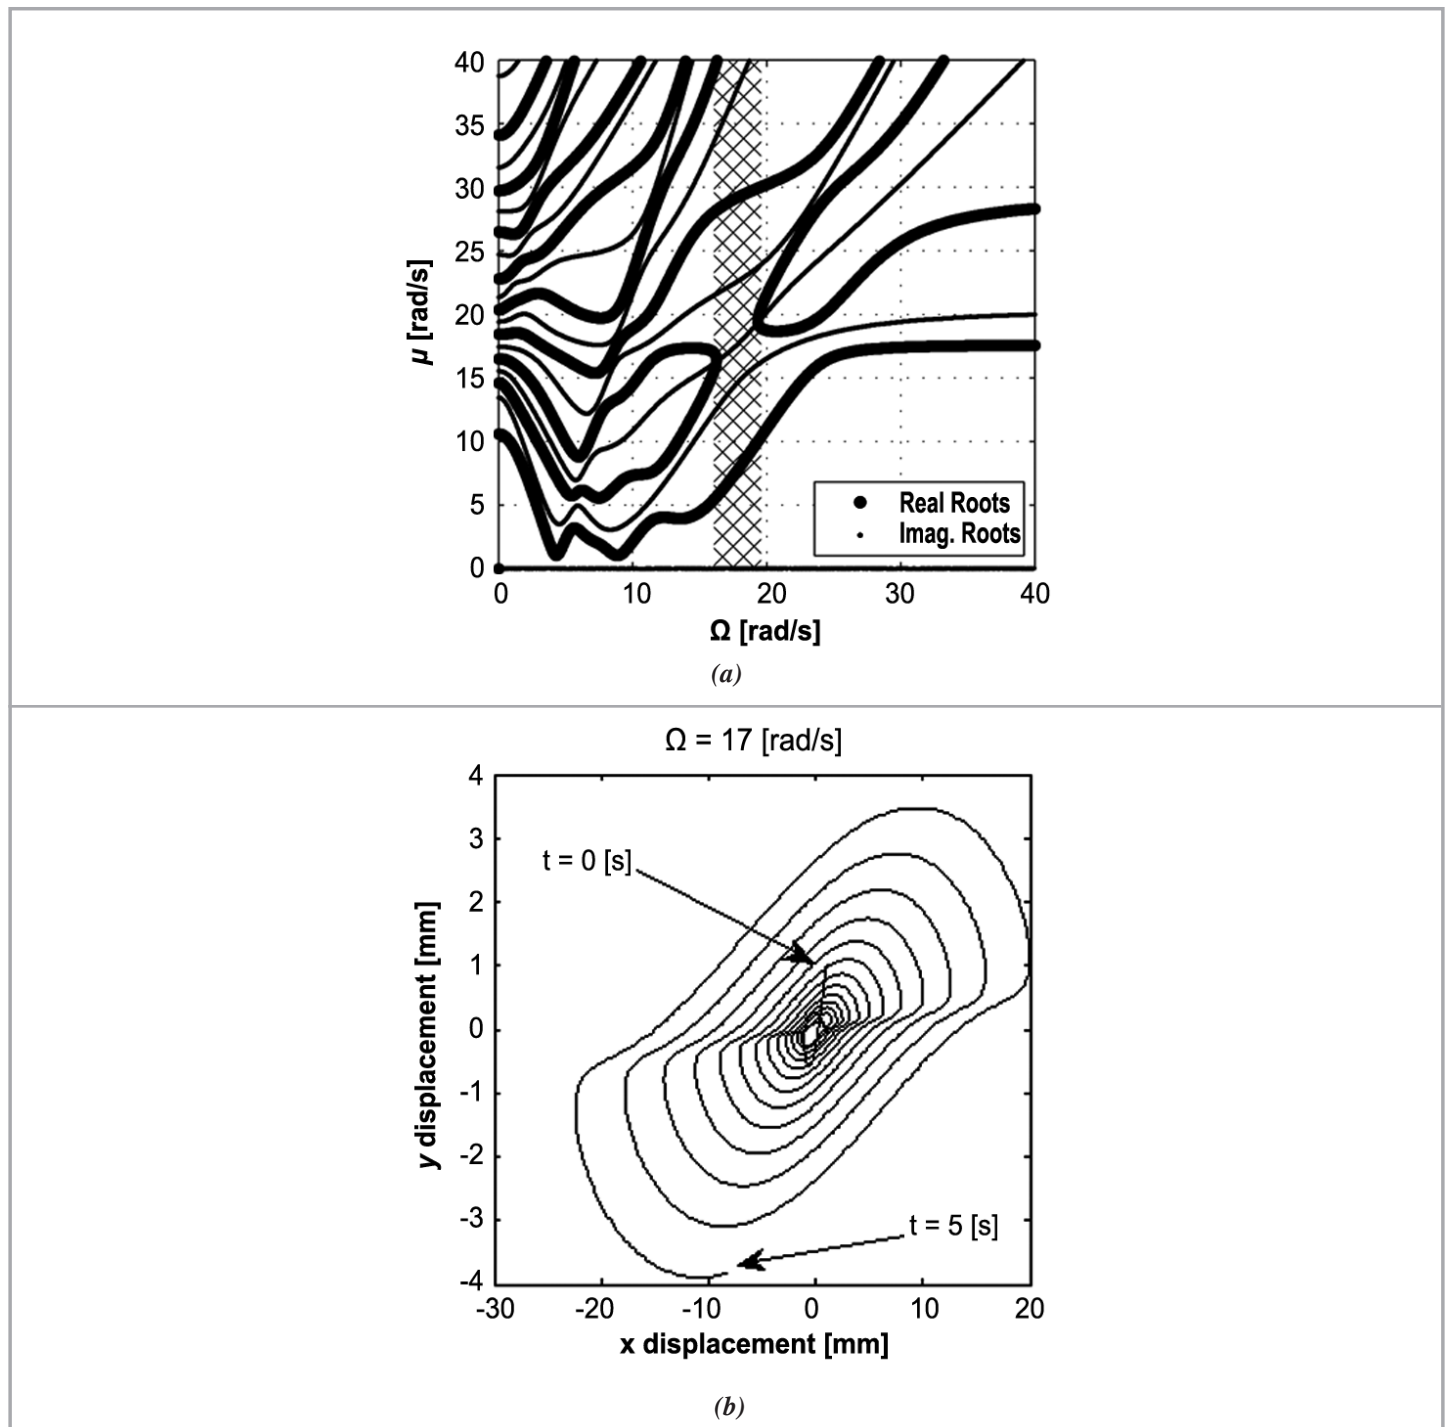 40
35
30
25
20
15
10
5
0
μ [rad/s]
Real Roots
Imag. Roots
0 10 20 30 40
Ω [rad/s]
(a)
Ω = 17 [rad/s]
4
3
2
1
0
-1
-2
-3
-4
y displacement [mm]
t = 0 [s]
t = 5 [s]
-30 -20 -10 0 10 20
x displacement [mm]
(b)